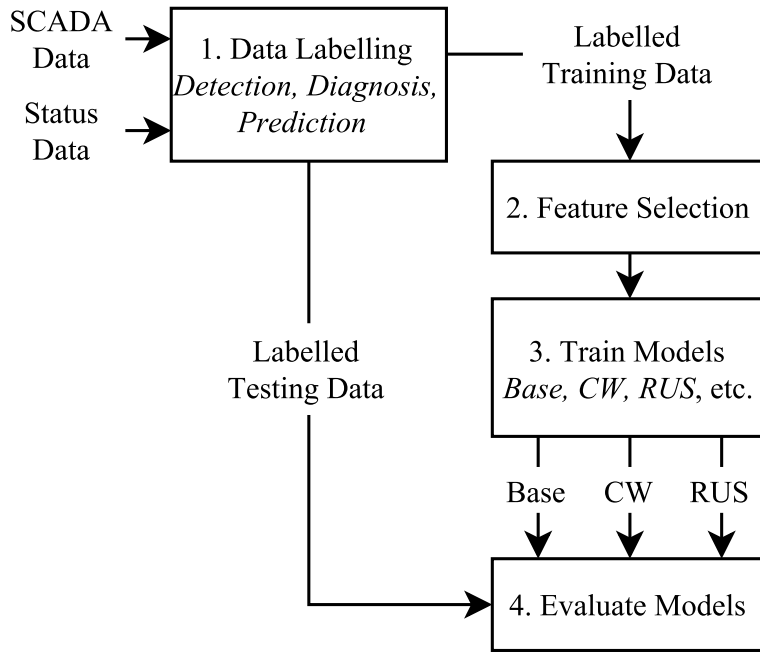 SCADA
Data
Status
Data
1. Data Labelling
Detection, Diagnosis,
Prediction
Labelled
Training Data
2. Feature Selection
3. Train Models
Base, CW, RUS, etc.
Labelled
Testing Data
Base CW RUS
4. Evaluate Models